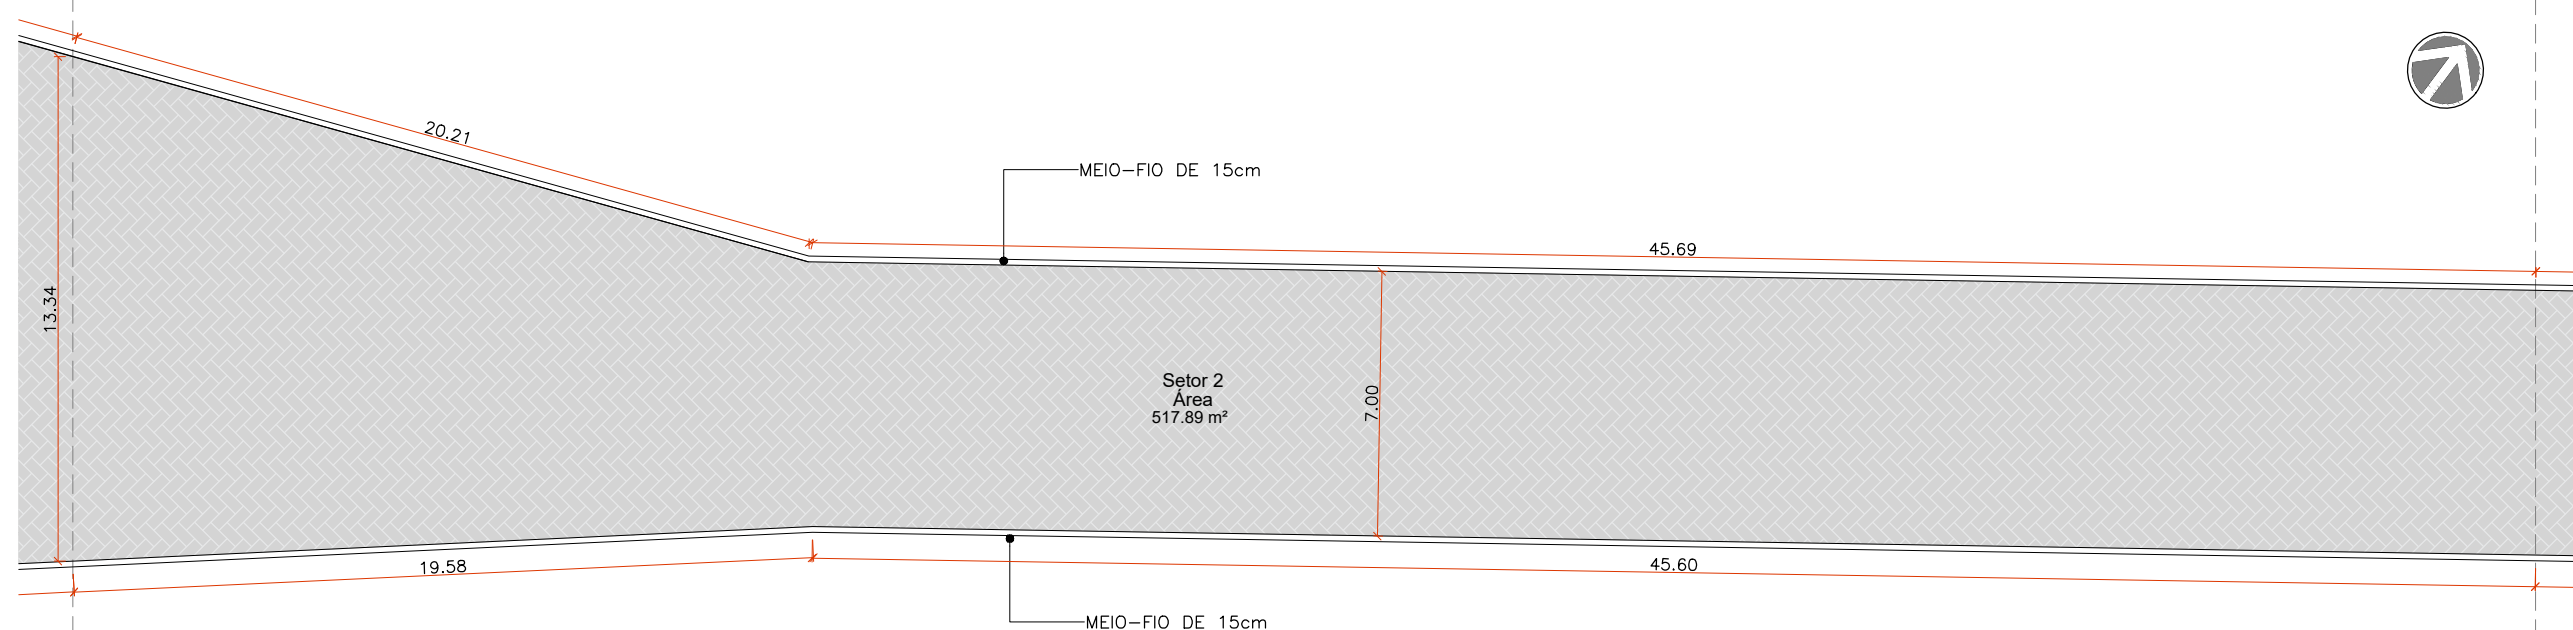 20.21
MEIO-FIO DE 15cm
45.69
13.34
Setor 2
Área
517.89 m²
7.00
19.58
45.60
MEIO-FIO DE 15cm